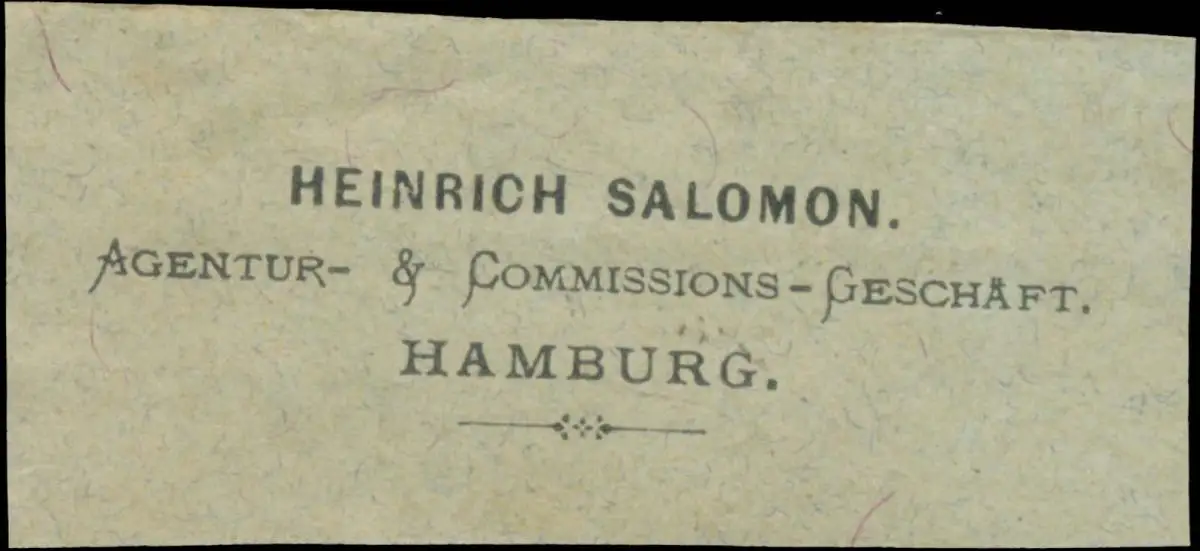 HEINRICH SALOMON.
AGENTUR- & COMMISSIONS-GESCHÄFT.
HAMBURG.